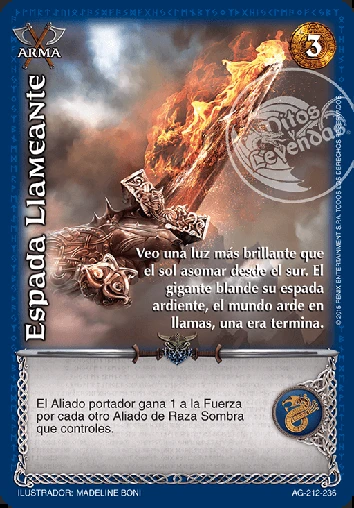 ARMA
3
Espada Llameante
Mitos y
Leyendas
Veo una luz más brillante que
el sol asomar desde el sur. El
gigante blande su espada
ardiente, el mundo arde en
llamas, una era termina.
El Aliado portador gana 1 a la Fuerza
por cada otro Aliado de Raza Sombra
que controles.
ILUSTRADOR: MADELINE BONI
AG-212-236